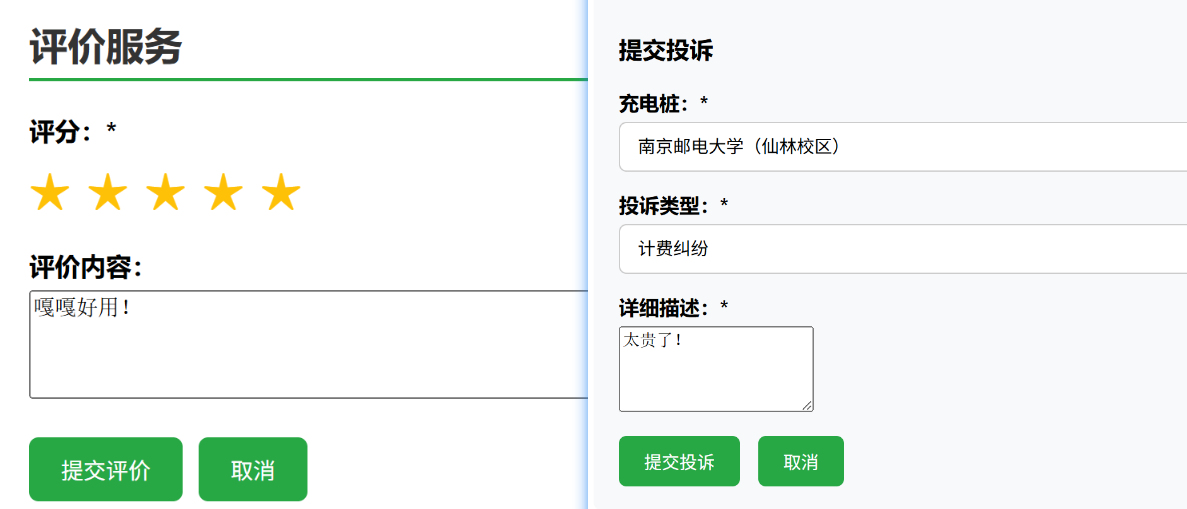 评价服务
评分：*
评价内容：
嘎嘎好用！
提交评价
取消
提交投诉
充电桩：*
南京邮电大学（仙林校区）
投诉类型：*
计费纠纷
详细描述：*
太贵了！
提交投诉
取消